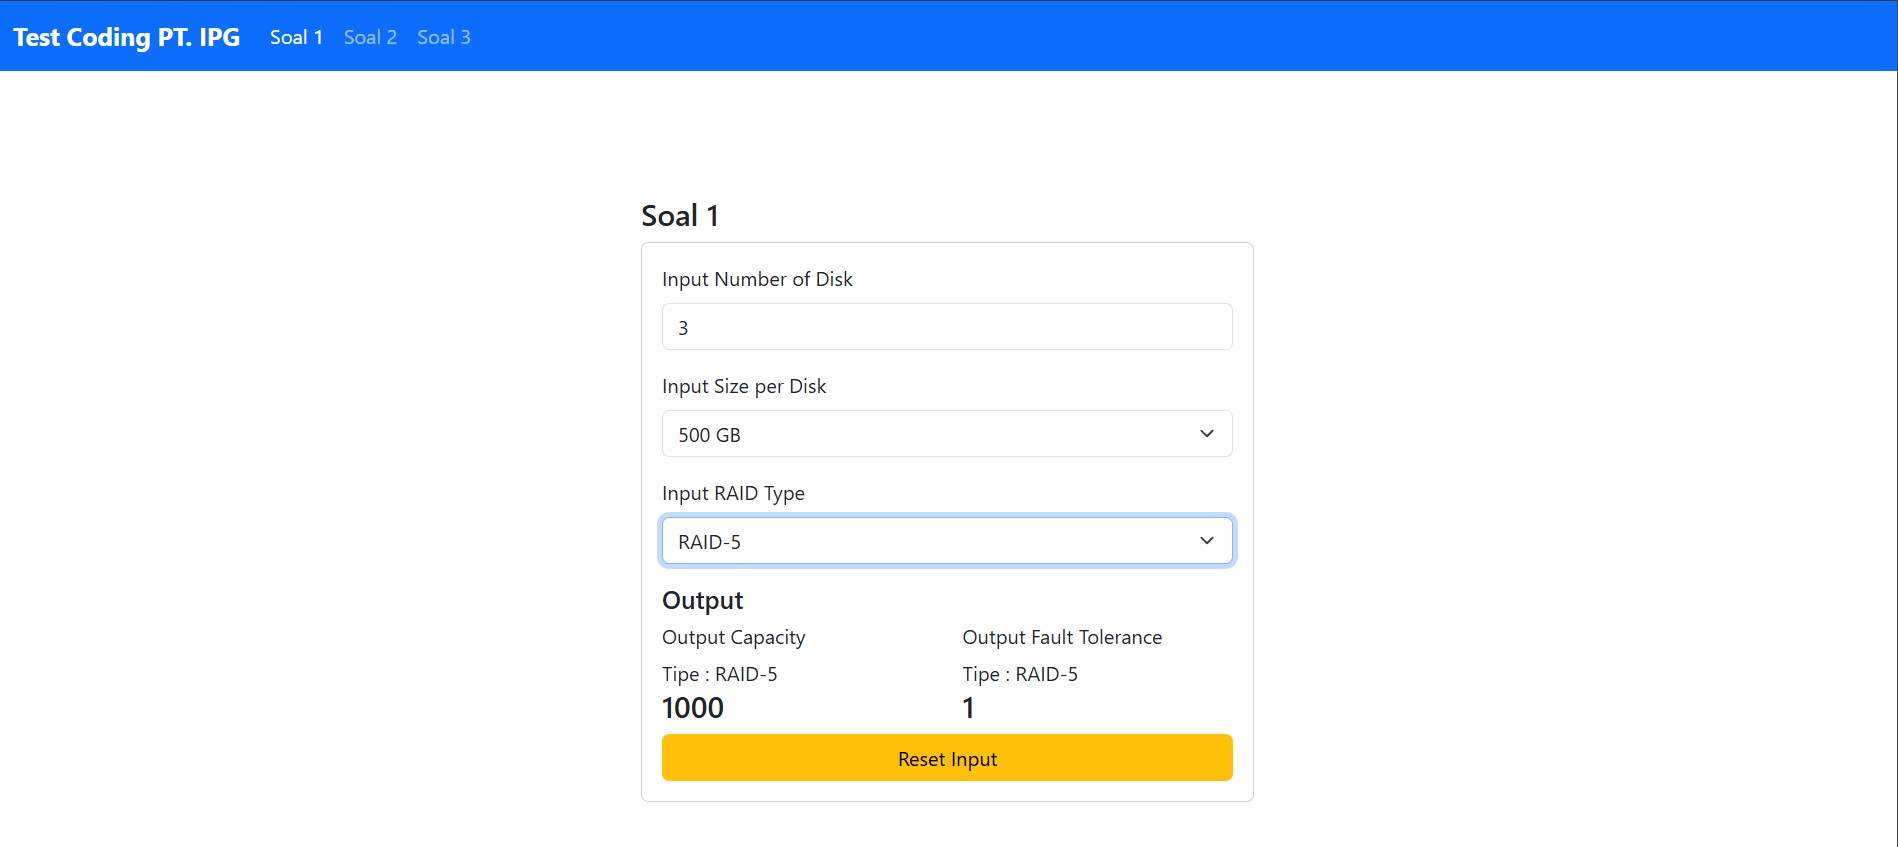 Test Coding PT. IPG Soal 1 Soal 2 Soal 3
Soal 1
Input Number of Disk
3
Input Size per Disk
500 GB
Input RAID Type
RAID-5
Output
Output Capacity Output Fault Tolerance
Tipe : RAID-5 Tipe : RAID-5
1000 1
Reset Input